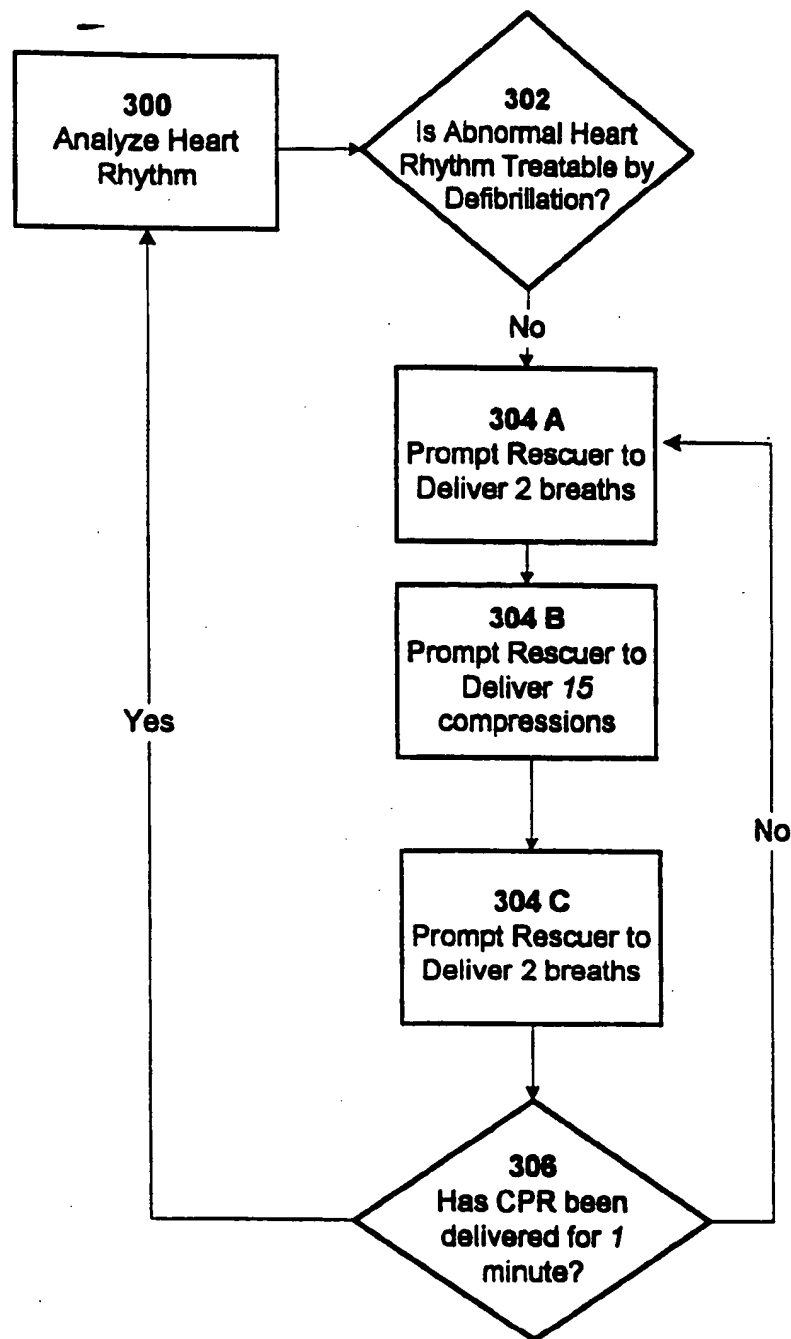 300
Analyze Heart
Rhythm
302
Is Abnormal Heart
Rhythm Treatable by
Defibrillation?
No
304 A
Prompt Rescuer to
Deliver 2 breaths
304 B
Prompt Rescuer to
Deliver 15
compressions
Yes
No
304 C
Prompt Rescuer to
Deliver 2 breaths
306
Has CPR been
delivered for 1
minute?